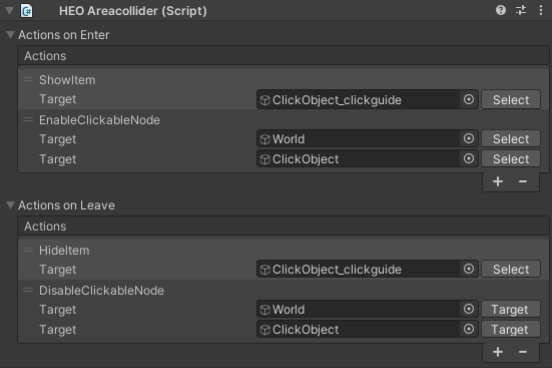 HEO Areacollider (Script)
Actions on Enter
Actions
ShowItem
Target ClickObject_clickguide Select
EnableClickableNode
Target World Select
Target ClickObject Select
+ −
Actions on Leave
Actions
HideItem
Target ClickObject_clickguide Select
DisableClickableNode
Target World Target
Target ClickObject Target
+ −